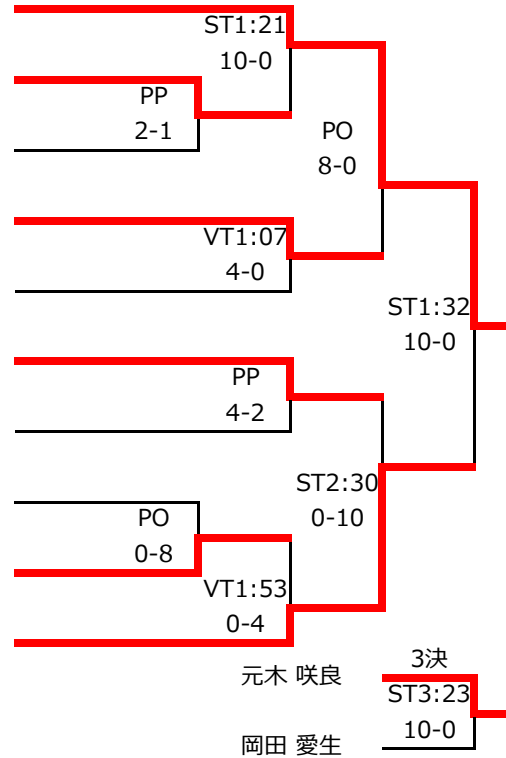 ST1:21
10-0
PP
2-1
PO
8-0
VT1:07
4-0
ST1:32
10-0
PP
4-2
ST2:30
0-10
PO
0-8
VT1:53
0-4
3決
元木 咲良
ST3:23
10-0
岡田 愛生